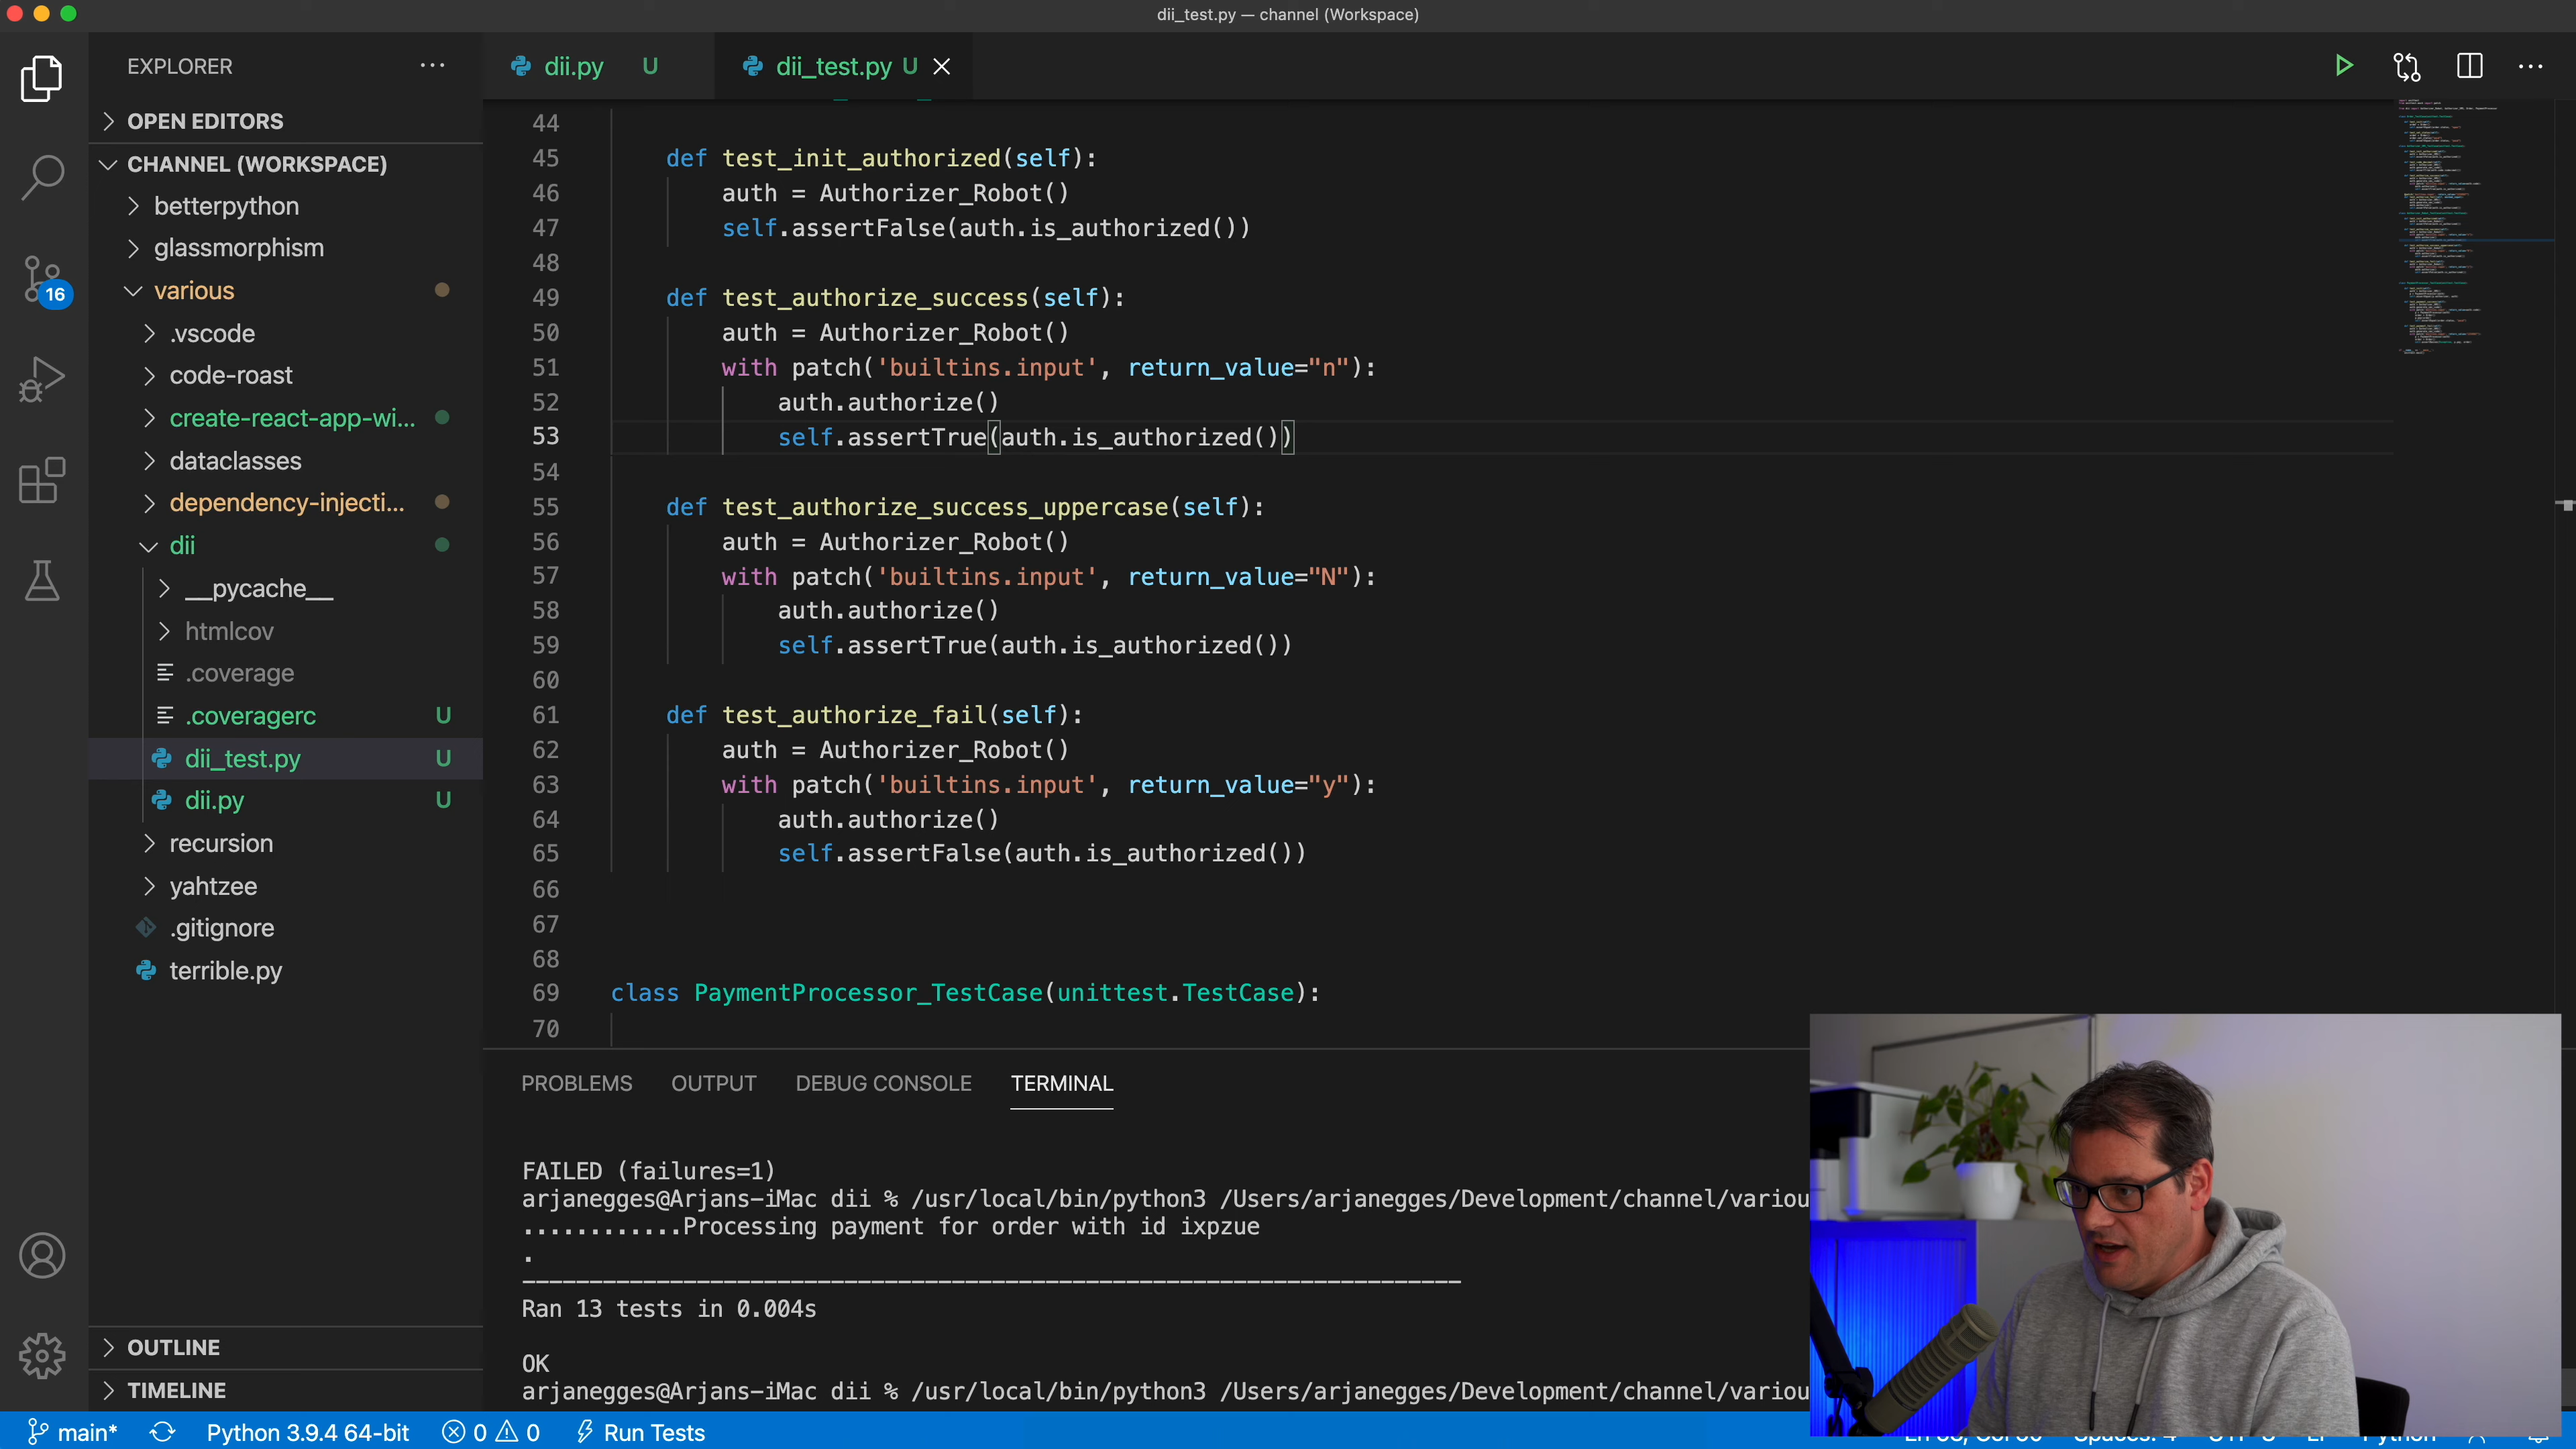 dii_test.py — channel (Workspace)
EXPLORER
OPEN EDITORS
CHANNEL (WORKSPACE)
betterpython
glassmorphism
various
.vscode
code-roast
create-react-app-wi...
dataclasses
dependency-injecti...
dii
__pycache__
htmlcov
.coverage
.coveragerc U
dii_test.py U
dii.py U
recursion
yahtzee
.gitignore
terrible.py
OUTLINE
TIMELINE
16
dii.py U
dii_test.py U
44
45 def test_init_authorized(self):
46 auth = Authorizer_Robot()
47 self.assertFalse(auth.is_authorized())
48
49 def test_authorize_success(self):
50 auth = Authorizer_Robot()
51 with patch('builtins.input', return_value="n"):
52 auth.authorize()
53 self.assertTrue(auth.is_authorized())
54
55 def test_authorize_success_uppercase(self):
56 auth = Authorizer_Robot()
57 with patch('builtins.input', return_value="N"):
58 auth.authorize()
59 self.assertTrue(auth.is_authorized())
60
61 def test_authorize_fail(self):
62 auth = Authorizer_Robot()
63 with patch('builtins.input', return_value="y"):
64 auth.authorize()
65 self.assertFalse(auth.is_authorized())
66
67
68
69 class PaymentProcessor_TestCase(unittest.TestCase):
70
PROBLEMS OUTPUT DEBUG CONSOLE TERMINAL
FAILED (failures=1)
arjanegges@Arjans-iMac dii % /usr/local/bin/python3 /Users/arjanegges/Development/channel/variou
............Processing payment for order with id ixpzue
.
----------------------------------------------------------------------
Ran 13 tests in 0.004s
OK
arjanegges@Arjans-iMac dii % /usr/local/bin/python3 /Users/arjanegges/Development/channel/variou
main* Python 3.9.4 64-bit 0 0 Run Tests